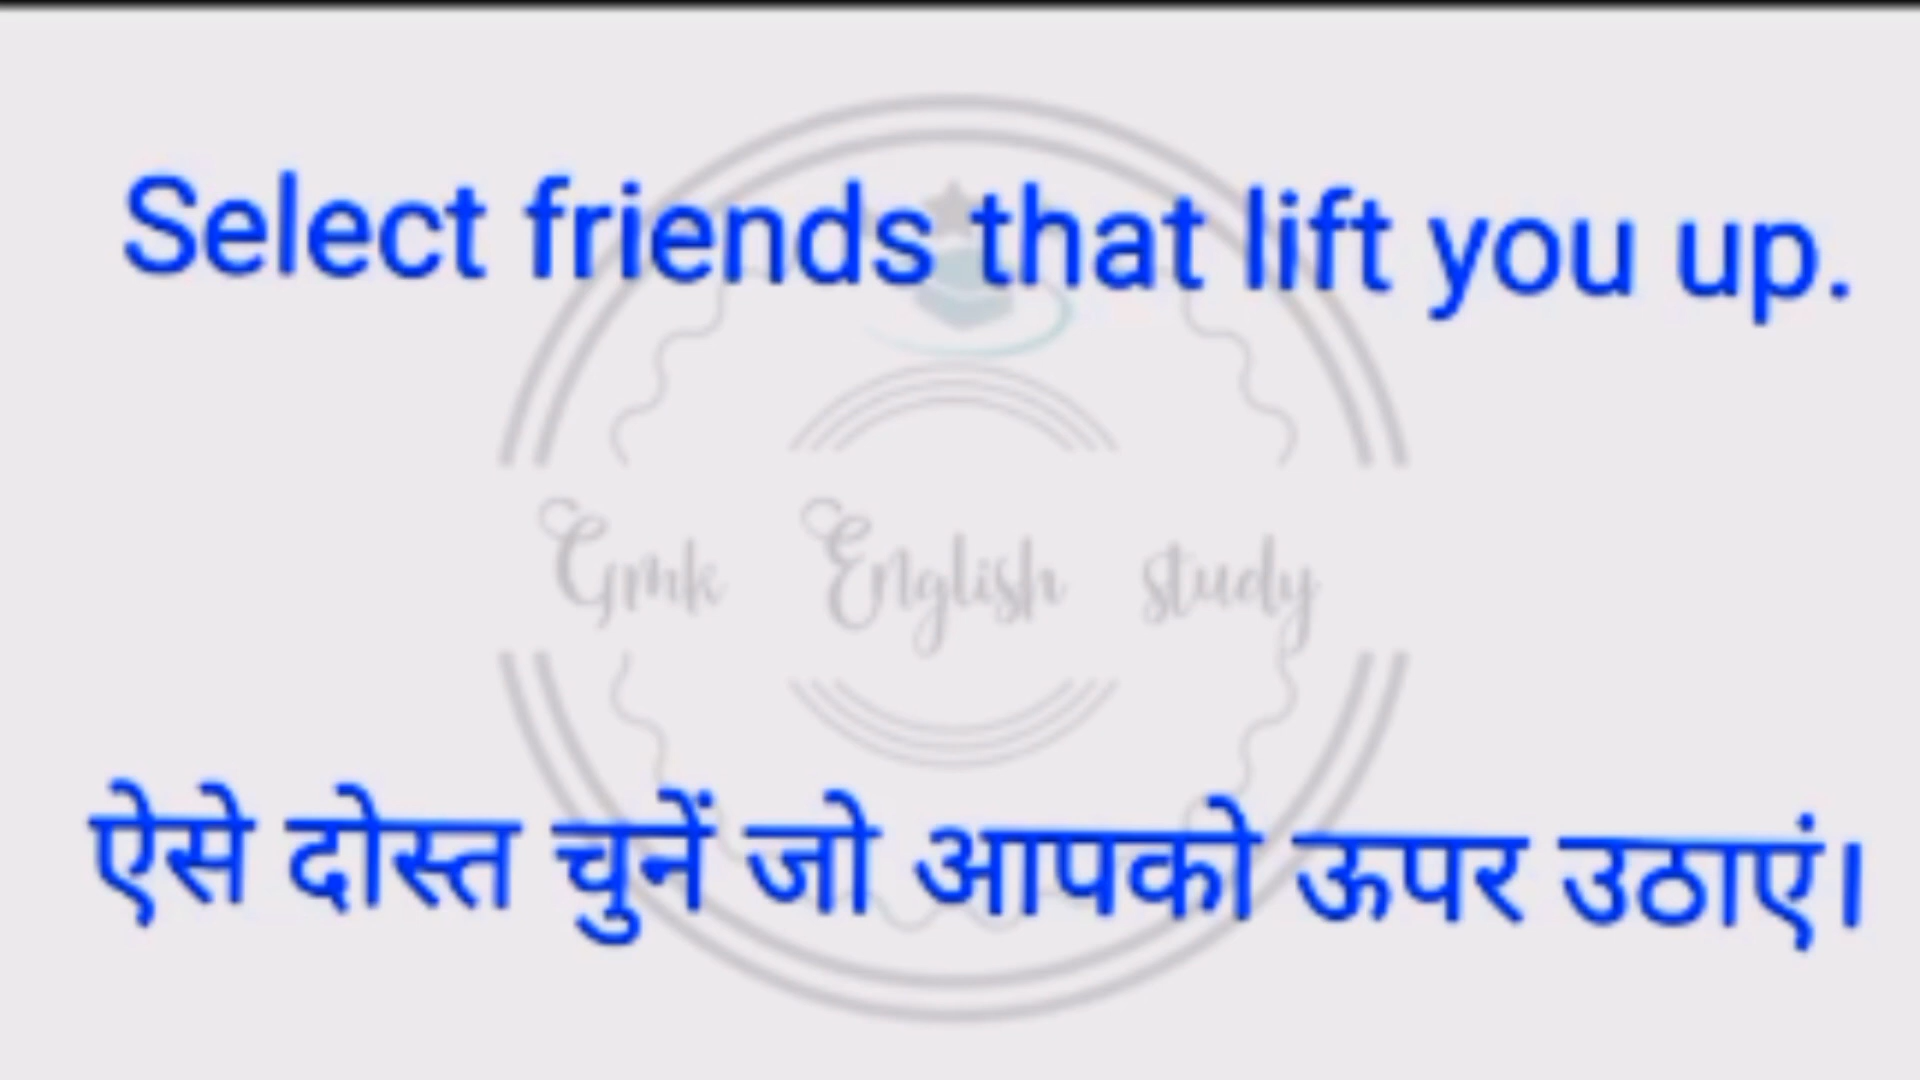 Select friends that lift you up.
Gmk English study
ऐसे दोस्त चुनें जो आपको ऊपर उठाएं।